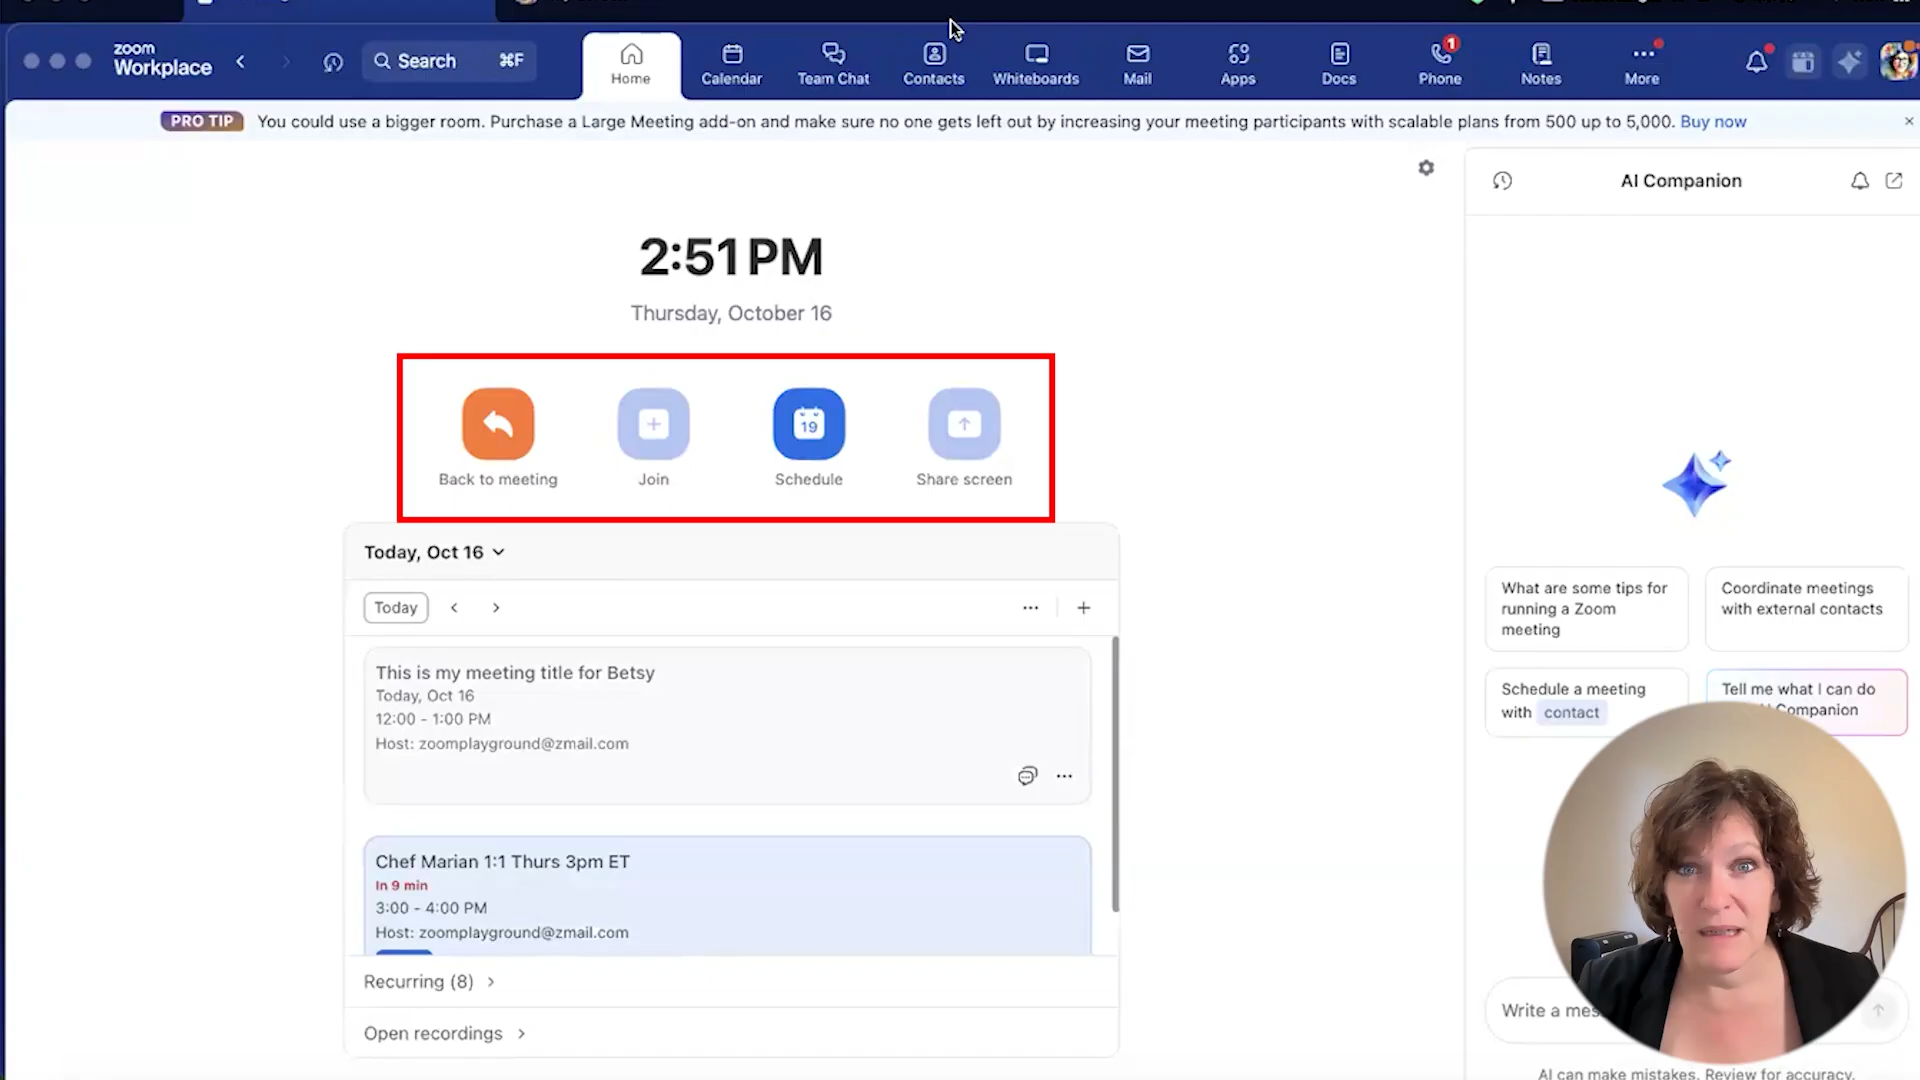 zoom
Workplace
Search
⌘F
Home
Calendar
Team Chat
Contacts
Whiteboards
Mail
Apps
Docs
1
Phone
Notes
More
PRO TIP
You could use a bigger room. Purchase a Large Meeting add-on and make sure no one gets left out by increasing your meeting participants with scalable plans from 500 up to 5,000. Buy now
AI Companion
2:51 PM
Thursday, October 16
19
Back to meeting
Join
Schedule
Share screen
Today, Oct 16
Today
This is my meeting title for Betsy
Today, Oct 16
12:00 - 1:00 PM
Host: zoomplayground@zmail.com
Chef Marian 1:1 Thurs 3pm ET
In 9 min
3:00 - 4:00 PM
Host: zoomplayground@zmail.com
Recurring (8)
Open recordings
What are some tips for
running a Zoom
meeting
Coordinate meetings
with external contacts
Schedule a meeting
with contact
Tell me what I can do
Companion
Write a
AI can make mistakes. Review for accuracy.